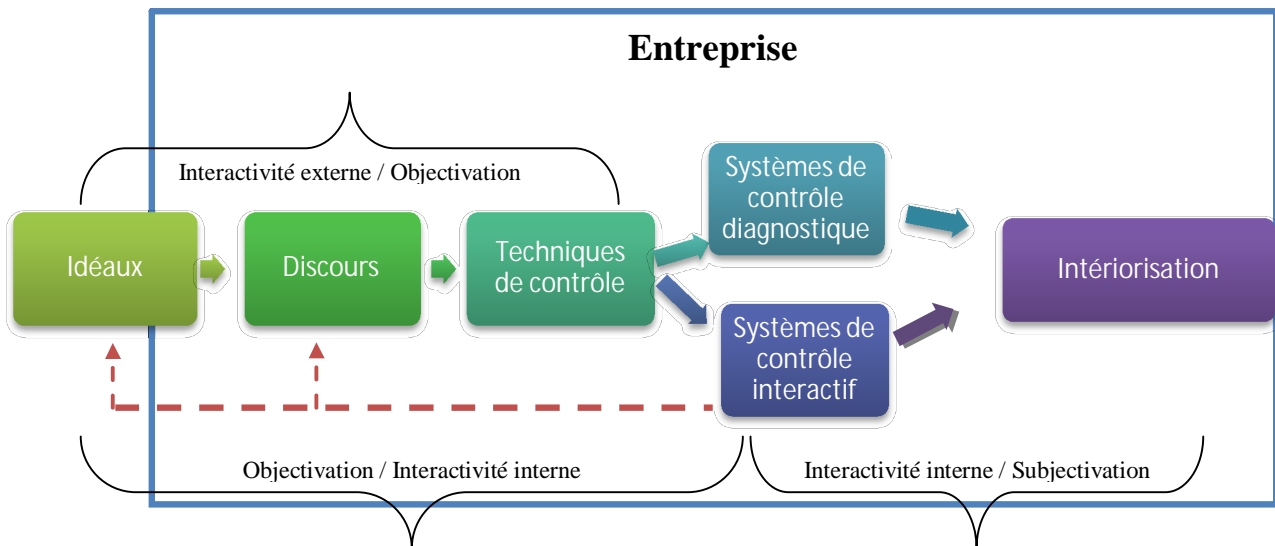 Entreprise
Interactivité externe / Objectivation
Idéaux
Discours
Techniques
de contrôle
Systèmes de
contrôle
diagnostique
Systèmes de
contrôle
interactif
Intériorisation
Objectivation / Interactivité interne
Interactivité interne / Subjectivation